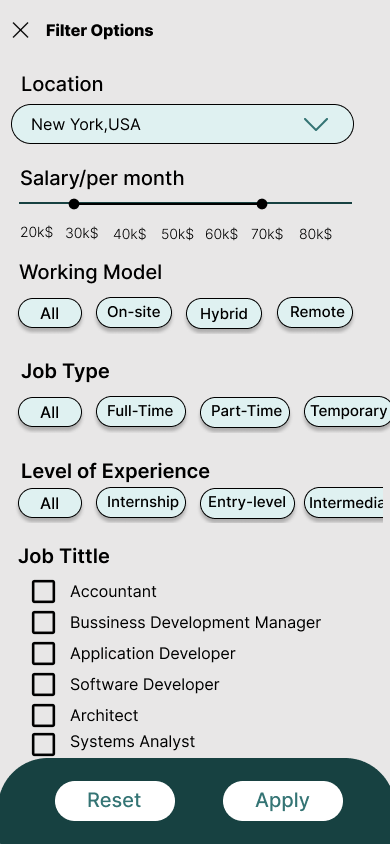 Filter Options
Location
New York,USA
Salary/per month
20k$ 30k$ 40k$ 50k$ 60k$ 70k$ 80k$
Working Model
All On-site Hybrid Remote
Job Type
All Full-Time Part-Time Temporary
Level of Experience
All Internship Entry-level Intermedia
Job Tittle
Accountant
Bussiness Development Manager
Application Developer
Software Developer
Architect
Systems Analyst
Reset Apply